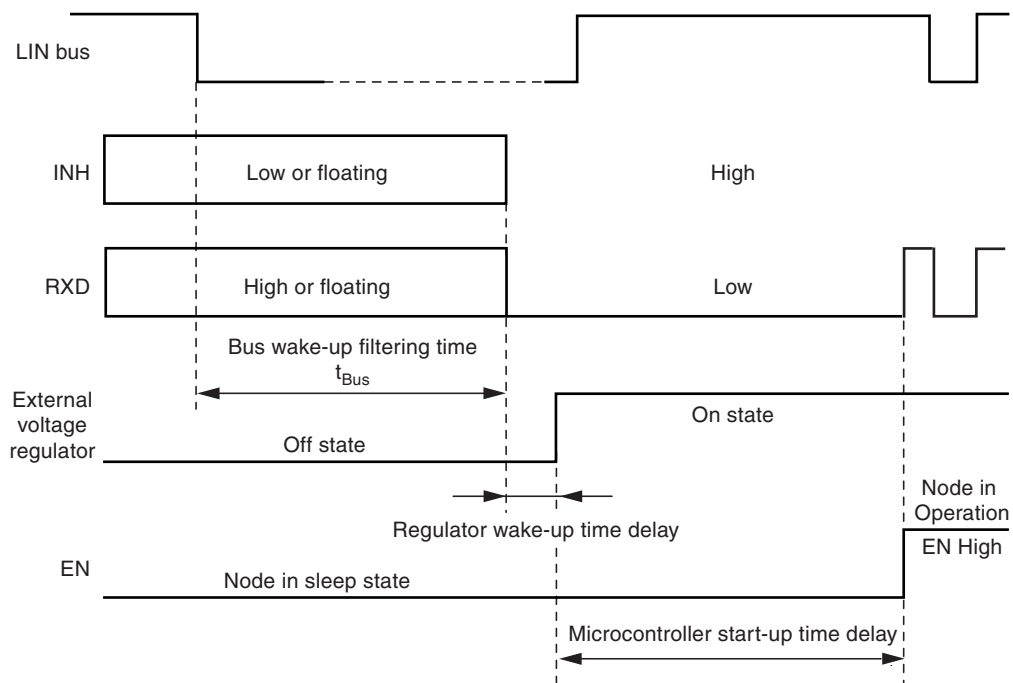 LIN bus
INH
Low or floating
High
RXD
High or floating
Low
Bus wake-up filtering time
t_Bus
External
voltage
regulator
Off state
On state
Regulator wake-up time delay
Node in
Operation
EN High
EN
Node in sleep state
Microcontroller start-up time delay